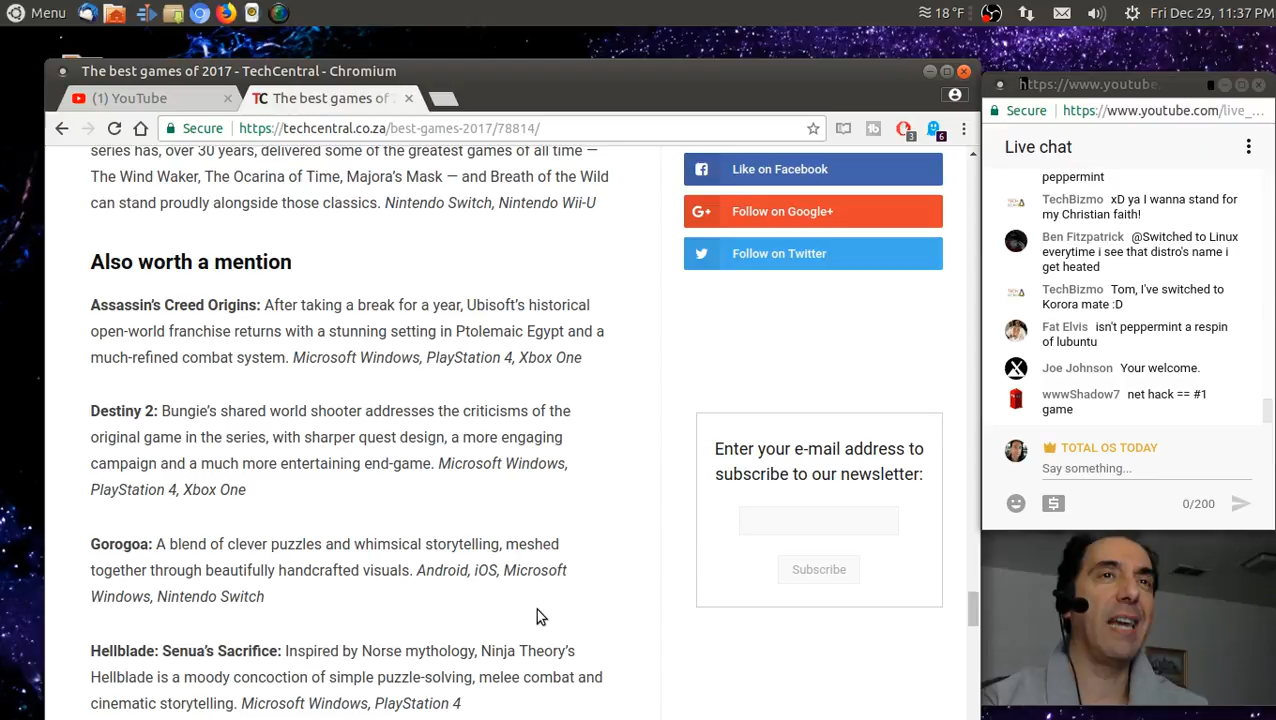 Menu
18 °F
Fri Dec 29, 11:37 PM
The best games of 2017 - TechCentral - Chromium
(1) YouTube
TC The best games of
Secure
https://techcentral.co.za/best-games-2017/78814/
3
6
series has, over 30 years, delivered some of the greatest games of all time —
The Wind Waker, The Ocarina of Time, Majora's Mask — and Breath of the Wild
can stand proudly alongside those classics. Nintendo Switch, Nintendo Wii-U
Also worth a mention
Assassin's Creed Origins: After taking a break for a year, Ubisoft's historical
open-world franchise returns with a stunning setting in Ptolemaic Egypt and a
much-refined combat system. Microsoft Windows, PlayStation 4, Xbox One
Destiny 2: Bungie's shared world shooter addresses the criticisms of the
original game in the series, with sharper quest design, a more engaging
campaign and a much more entertaining end-game. Microsoft Windows,
PlayStation 4, Xbox One
Gorogoa: A blend of clever puzzles and whimsical storytelling, meshed
together through beautifully handcrafted visuals. Android, iOS, Microsoft
Windows, Nintendo Switch
Hellblade: Senua's Sacrifice: Inspired by Norse mythology, Ninja Theory's
Hellblade is a moody concoction of simple puzzle-solving, melee combat and
cinematic storytelling. Microsoft Windows, PlayStation 4
Like on Facebook
G+ Follow on Google+
Follow on Twitter
Enter your e-mail address to
subscribe to our newsletter:
Subscribe
https://www.youtube.
Secure
https://www.youtube.com/live_...
Live chat
peppermint
TechBizmo xD ya I wanna stand for
my Christian faith!
Ben Fitzpatrick @Switched to Linux
everytime i see that distro's name i
get heated
TechBizmo Tom, I've switched to
Korora mate :D
Fat Elvis isn't peppermint a respin
of lubuntu
Joe Johnson Your welcome.
wwwShadow7 net hack == #1
game
TOTAL OS TODAY
Say something...
0/200